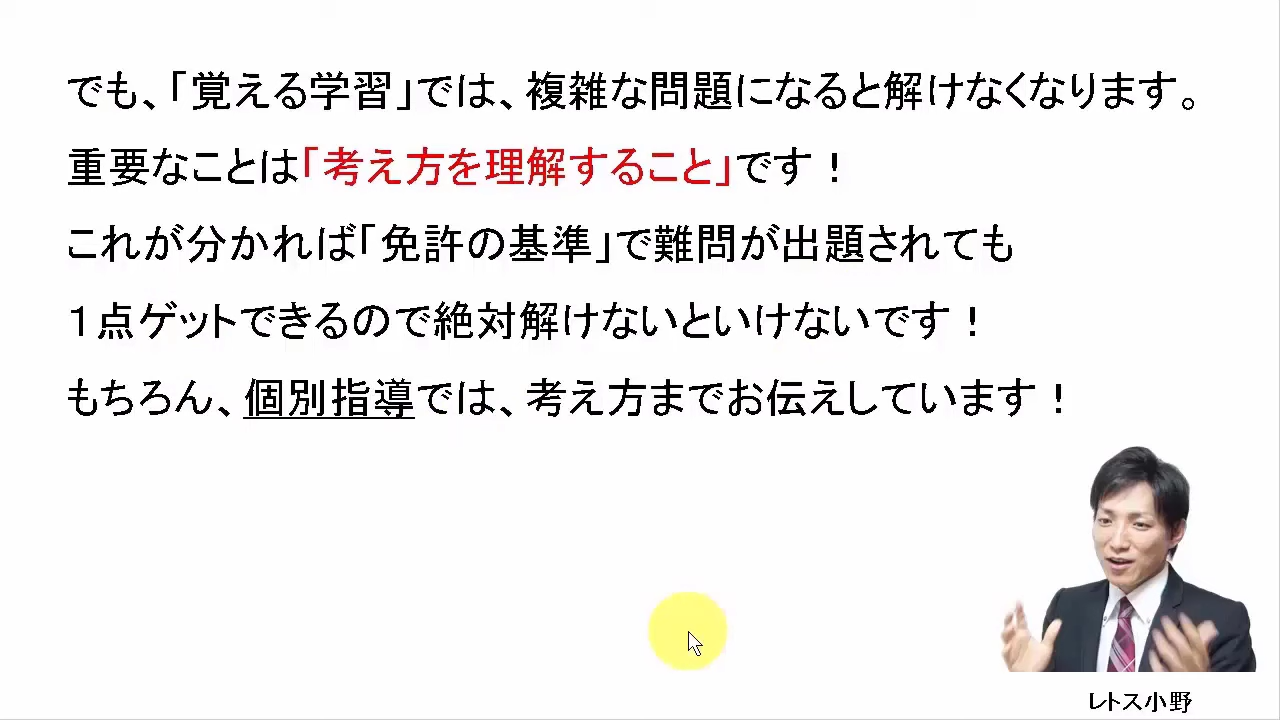 でも、「覚える学習」では、複雑な問題になると解けなくなります。
重要なことは「考え方を理解すること」です！
これが分かれば「免許の基準」で難問が出題されても
１点ゲットできるので絶対解けないといけないです！
もちろん、個別指導では、考え方までお伝えしています！
レトス小野